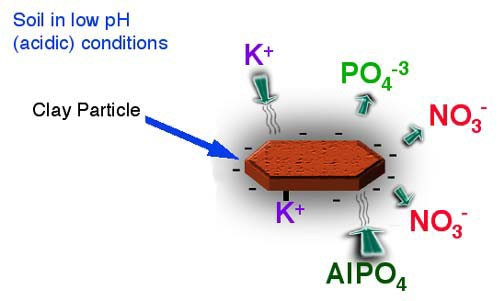 Soil in low pH
(acidic) conditions
K⁺
PO₄⁻³
NO₃⁻
Clay Particle
- - - - - - - - - - -
K⁺
NO₃⁻
AlPO₄